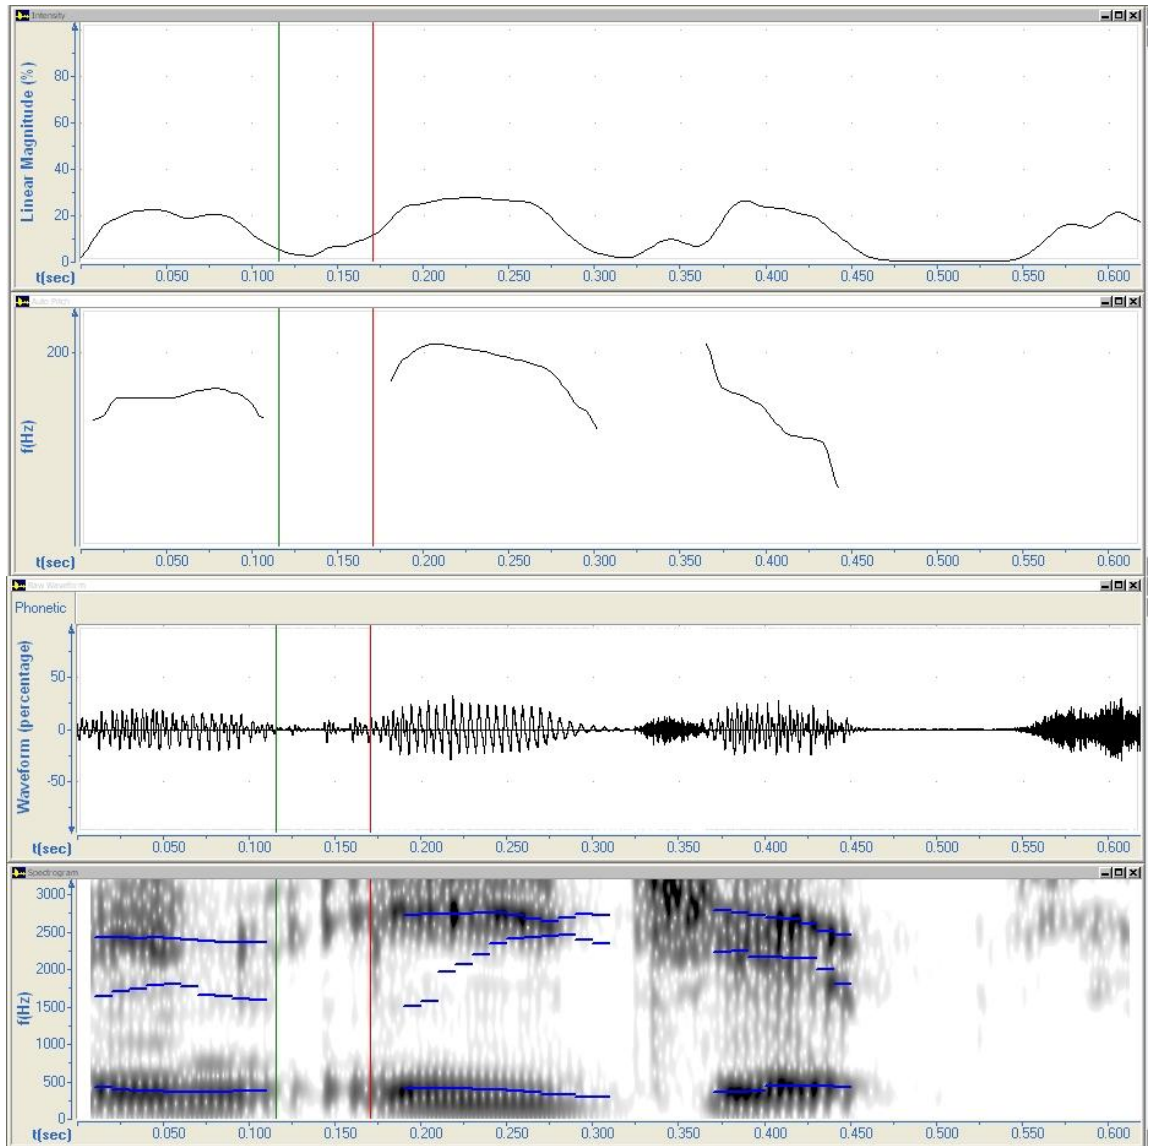 Intensity
Linear Magnitude (%)
80
60
40
20
0
t(sec) 0.050 0.100 0.150 0.200 0.250 0.300 0.350 0.400 0.450 0.500 0.550 0.600
Auto Pitch
f(Hz)
200
t(sec) 0.050 0.100 0.150 0.200 0.250 0.300 0.350 0.400 0.450 0.500 0.550 0.600
Raw Waveform
Phonetic
Waveform (percentage)
50
0
-50
t(sec) 0.050 0.100 0.150 0.200 0.250 0.300 0.350 0.400 0.450 0.500 0.550 0.600
Spectrogram
f(Hz)
3000
2500
2000
1500
1000
500
0
t(sec) 0.050 0.100 0.150 0.200 0.250 0.300 0.350 0.400 0.450 0.500 0.550 0.600